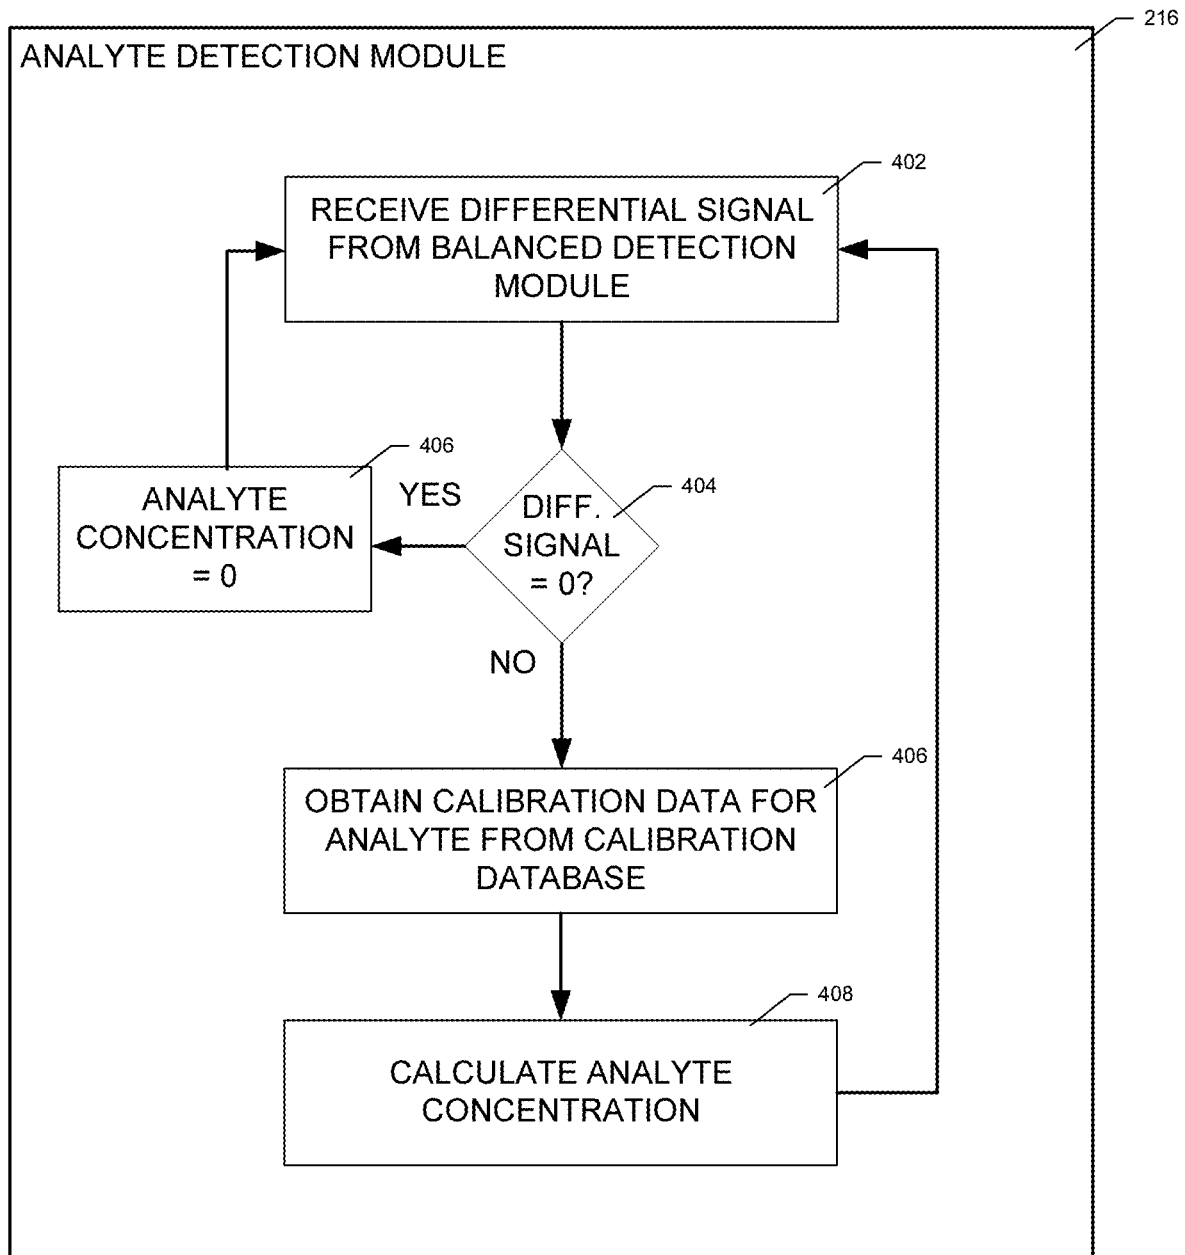 216
ANALYTE DETECTION MODULE
402
RECEIVE DIFFERENTIAL SIGNAL
FROM BALANCED DETECTION
MODULE
406
ANALYTE
CONCENTRATION
= 0
YES
404
DIFF.
SIGNAL
= 0?
NO
406
OBTAIN CALIBRATION DATA FOR
ANALYTE FROM CALIBRATION
DATABASE
408
CALCULATE ANALYTE
CONCENTRATION